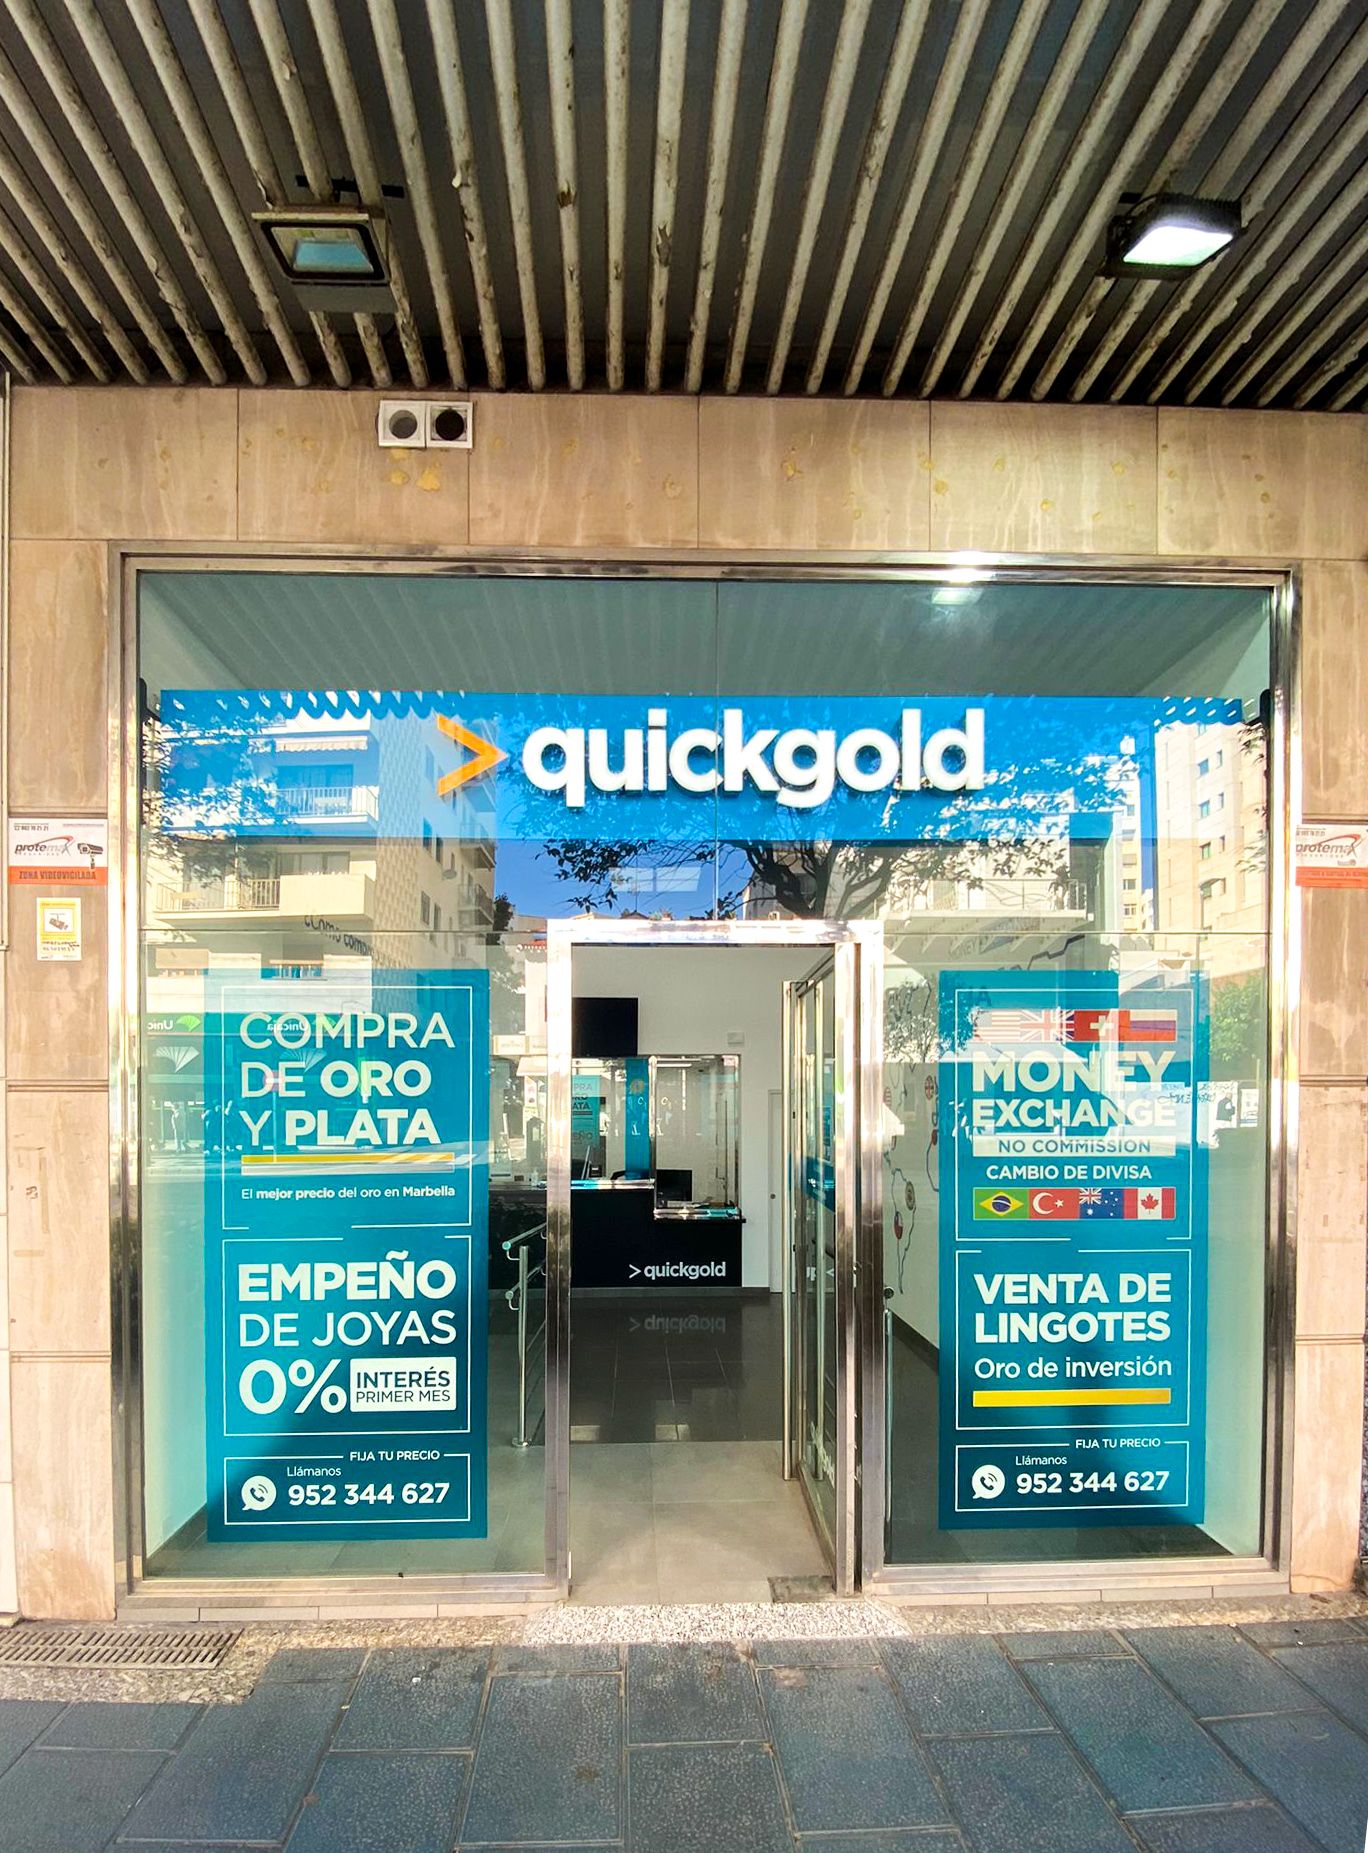 > quickgold
protemax
ZONA VIDEOVIGILADA
protemax
Unicaja
COMPRA
DE ORO
Y PLATA
El mejor precio del oro en Marbella
EMPEÑO
DE JOYAS
0% INTERÉS
PRIMER MES
FIJA TU PRECIO
Llámanos
952 344 627
>quickgold
MONEY
EXCHANGE
NO COMMISSION
CAMBIO DE DIVISA
VENTA DE
LINGOTES
Oro de inversión
FIJA TU PRECIO
Llámanos
952 344 627